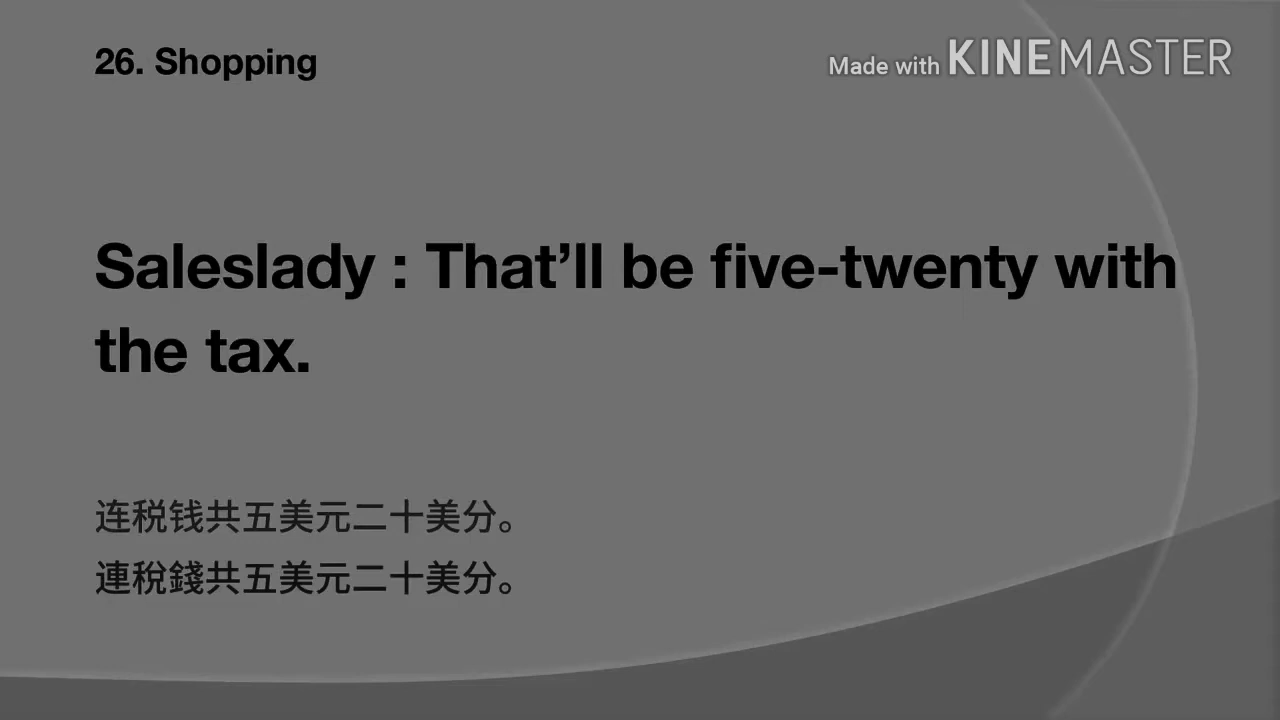 26. Shopping
Made with KINEMASTER
Saleslady : That’ll be five-twenty with
the tax.
连税钱共五美元二十美分。
連稅錢共五美元二十美分。